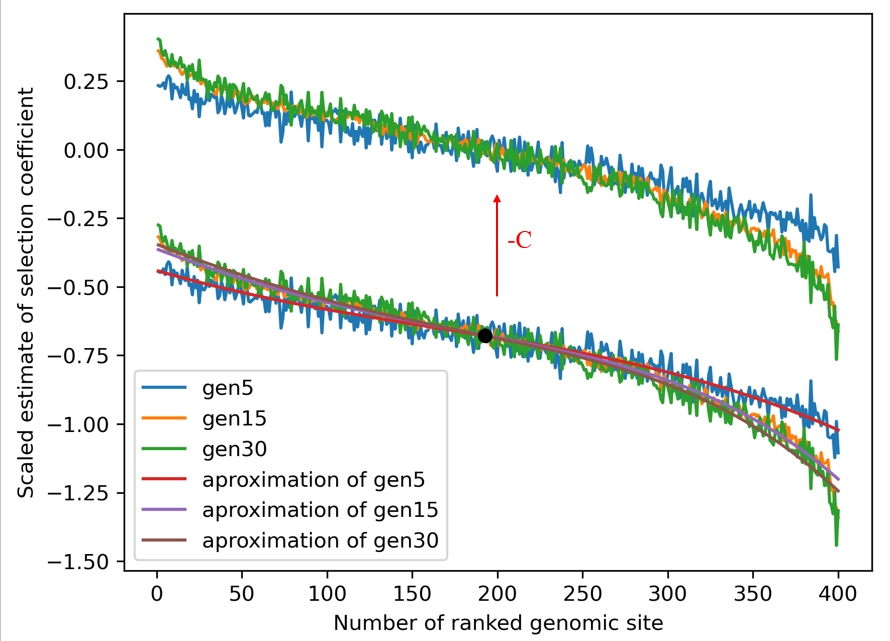 Scaled estimate of selection coefficient
0.25
0.00
−0.25
−0.50
−0.75
−1.00
−1.25
−1.50
-C
gen5
gen15
gen30
aproximation of gen5
aproximation of gen15
aproximation of gen30
0 50 100 150 200 250 300 350 400
Number of ranked genomic site